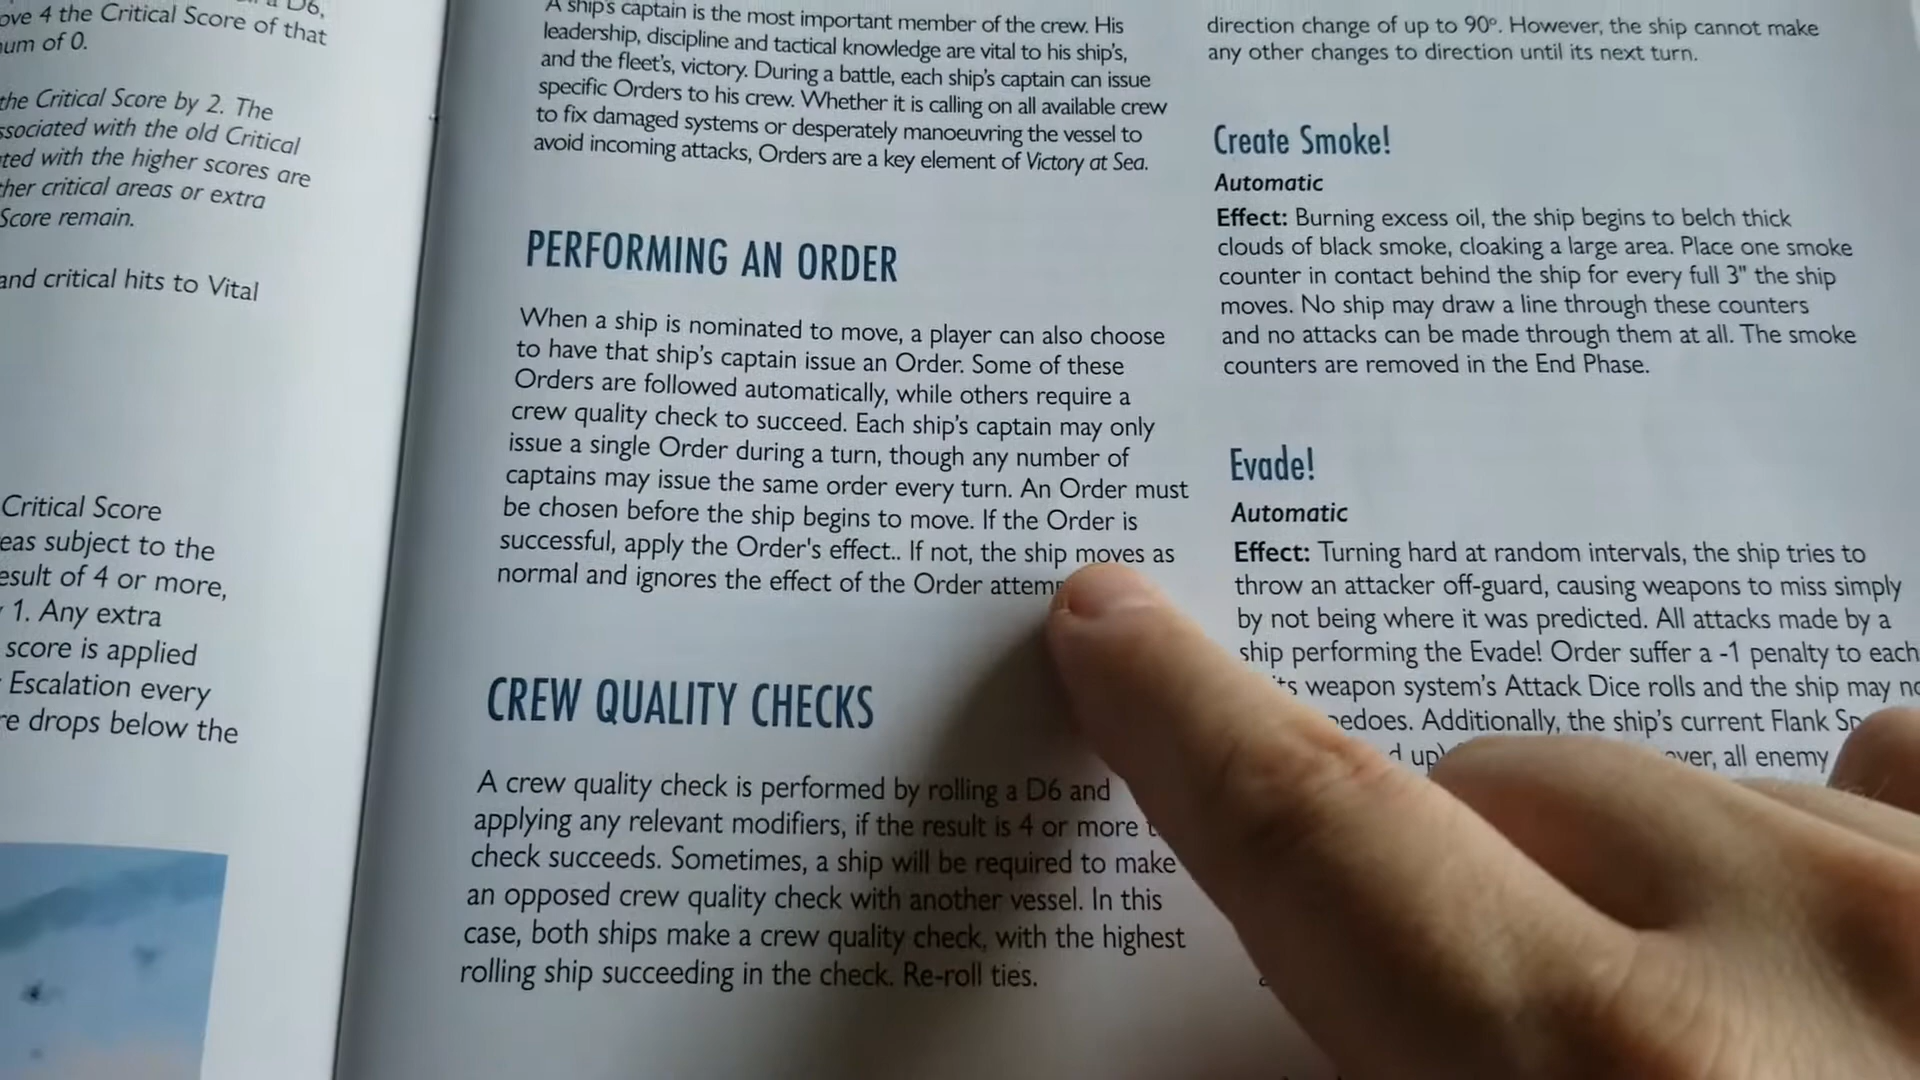 D6,
ove 4 the Critical Score of that
um of 0.
the Critical Score by 2. The
ssociated with the old Critical
ted with the higher scores are
her critical areas or extra
Score remain.
and critical hits to Vital
Critical Score
eas subject to the
esult of 4 or more,
1. Any extra
score is applied
Escalation every
re drops below the
A ship's captain is the most important member of the crew. His
leadership, discipline and tactical knowledge are vital to his ship's,
and the fleet's, victory. During a battle, each ship's captain can issue
specific Orders to his crew. Whether it is calling on all available crew
to fix damaged systems or desperately manoeuvring the vessel to
avoid incoming attacks, Orders are a key element of Victory at Sea.
PERFORMING AN ORDER
When a ship is nominated to move, a player can also choose
to have that ship's captain issue an Order. Some of these
Orders are followed automatically, while others require a
crew quality check to succeed. Each ship's captain may only
issue a single Order during a turn, though any number of
captains may issue the same order every turn. An Order must
be chosen before the ship begins to move. If the Order is
successful, apply the Order's effect.. If not, the ship moves as
normal and ignores the effect of the Order attem
CREW QUALITY CHECKS
A crew quality check is performed by rolling a D6 and
applying any relevant modifiers, if the result is 4 or more
check succeeds. Sometimes, a ship will be required to make
an opposed crew quality check with another vessel. In this
case, both ships make a crew quality check, with the highest
rolling ship succeeding in the check. Re-roll ties.
direction change of up to 90°. However, the ship cannot make
any other changes to direction until its next turn.
Create Smoke!
Automatic
Effect: Burning excess oil, the ship begins to belch thick
clouds of black smoke, cloaking a large area. Place one smoke
counter in contact behind the ship for every full 3" the ship
moves. No ship may draw a line through these counters
and no attacks can be made through them at all. The smoke
counters are removed in the End Phase.
Evade!
Automatic
Effect: Turning hard at random intervals, the ship tries to
throw an attacker off-guard, causing weapons to miss simply
by not being where it was predicted. All attacks made by a
ship performing the Evade! Order suffer a -1 penalty to each
ts weapon system's Attack Dice rolls and the ship may no
edoes. Additionally, the ship's current Flank Sp
d up) ver, all enemy